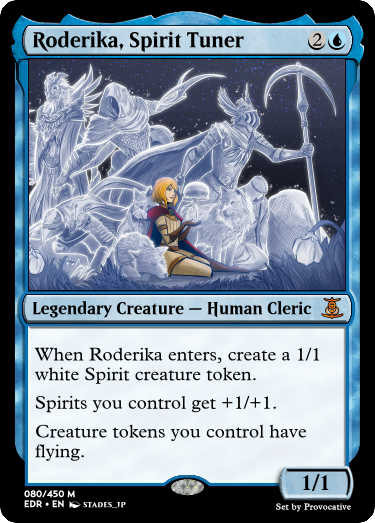 Roderika, Spirit Tuner 2
Legendary Creature — Human Cleric
When Roderika enters, create a 1/1
white Spirit creature token.
Spirits you control get +1/+1.
Creature tokens you control have
flying.
1/1
080/450 M
EDR • EN STADES_JP
Set by Provocative